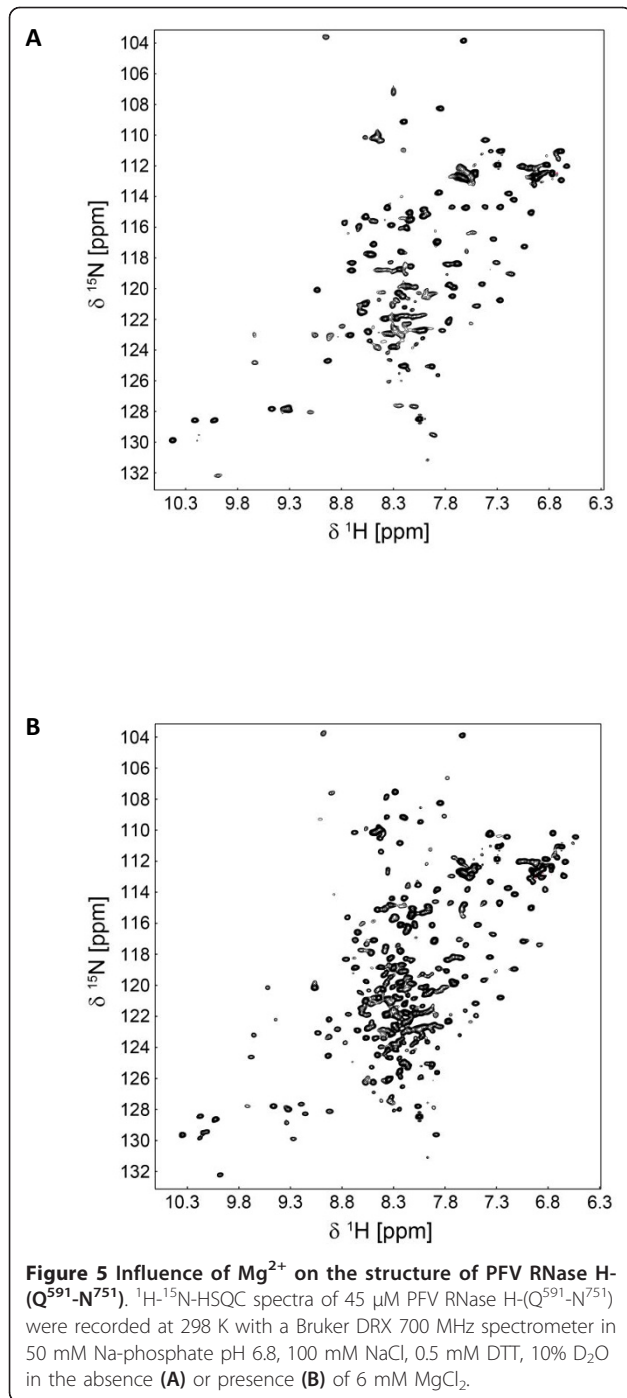 A
104
106
108
110
112
114
116
118
120
122
124
126
128
130
132
δ ¹⁵N [ppm]
10.3 9.8 9.3 8.8 8.3 7.8 7.3 6.8 6.3
δ ¹H [ppm]
B
104
106
108
110
112
114
116
118
120
122
124
126
128
130
132
δ ¹⁵N [ppm]
10.3 9.8 9.3 8.8 8.3 7.8 7.3 6.8 6.3
δ ¹H [ppm]
Figure 5 Influence of Mg²⁺ on the structure of PFV RNase H-
(Q⁵⁹¹-N⁷⁵¹). ¹H-¹⁵N-HSQC spectra of 45 μM PFV RNase H-(Q⁵⁹¹-N⁷⁵¹)
were recorded at 298 K with a Bruker DRX 700 MHz spectrometer in
50 mM Na-phosphate pH 6.8, 100 mM NaCl, 0.5 mM DTT, 10% D₂O
in the absence (A) or presence (B) of 6 mM MgCl₂.